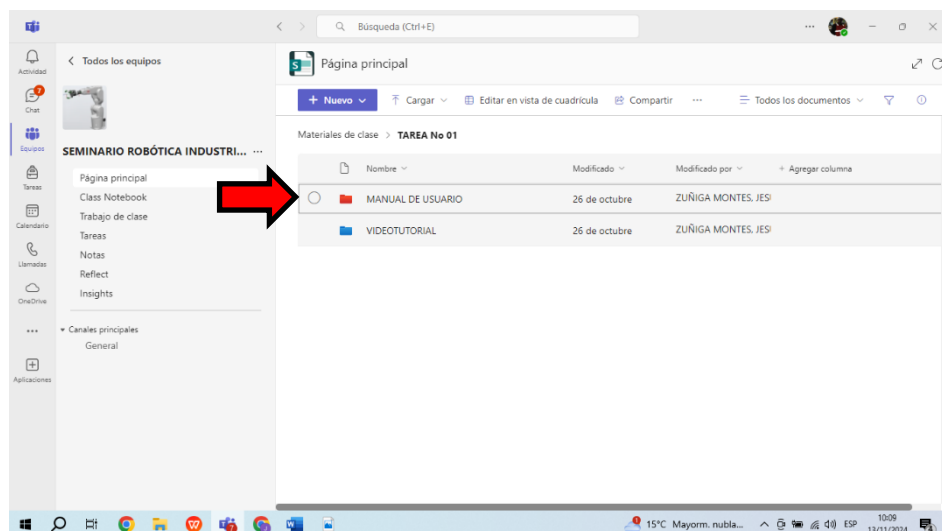 Búsqueda (Ctrl+E)
Actividad
Chat
7
Equipos
Tareas
Calendario
Llamadas
OneDrive
Aplicaciones
Todos los equipos
SEMINARIO ROBÓTICA INDUSTRI... ...
Página principal
Class Notebook
Trabajo de clase
Tareas
Notas
Reflect
Insights
Canales principales
General
Página principal
+ Nuevo Cargar Editar en vista de cuadrícula Compartir ... Todos los documentos
Materiales de clase > TAREA No 01
Nombre Modificado Modificado por + Agregar columna
MANUAL DE USUARIO 26 de octubre ZUÑIGA MONTES, JES
VIDEOTUTORIAL 26 de octubre ZUÑIGA MONTES, JES
15°C Mayorm. nubla... ESP 10:09
13/11/2024